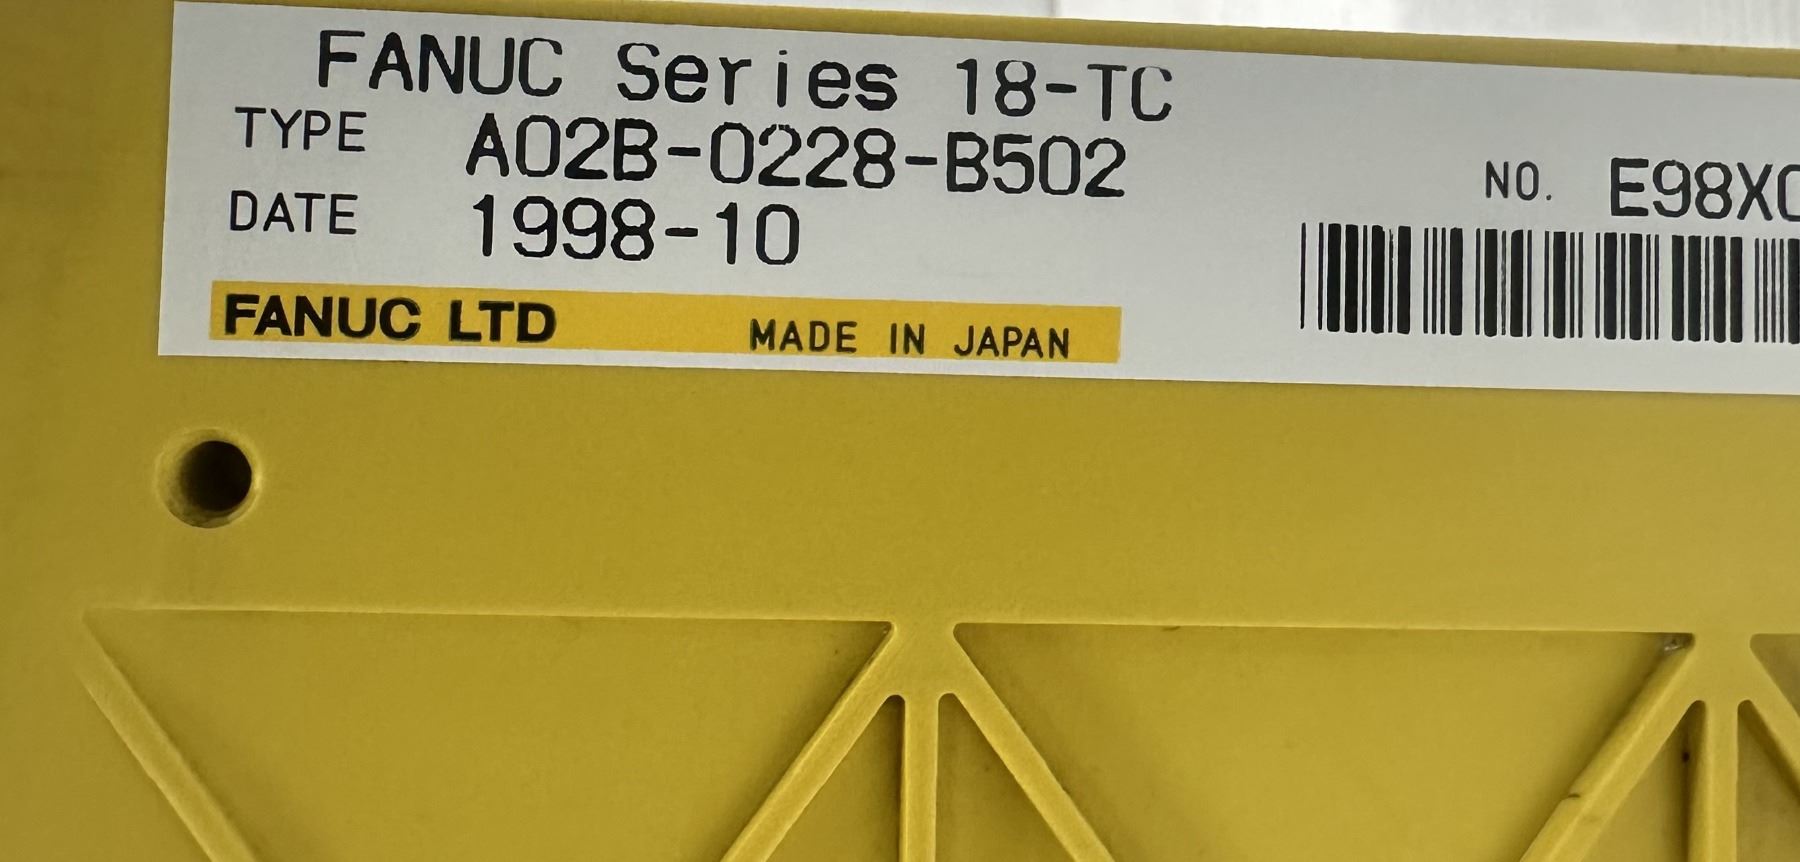 FANUC Series 18-TC
TYPE A02B-0228-B502
DATE 1998-10
NO. E98X
FANUC LTD MADE IN JAPAN